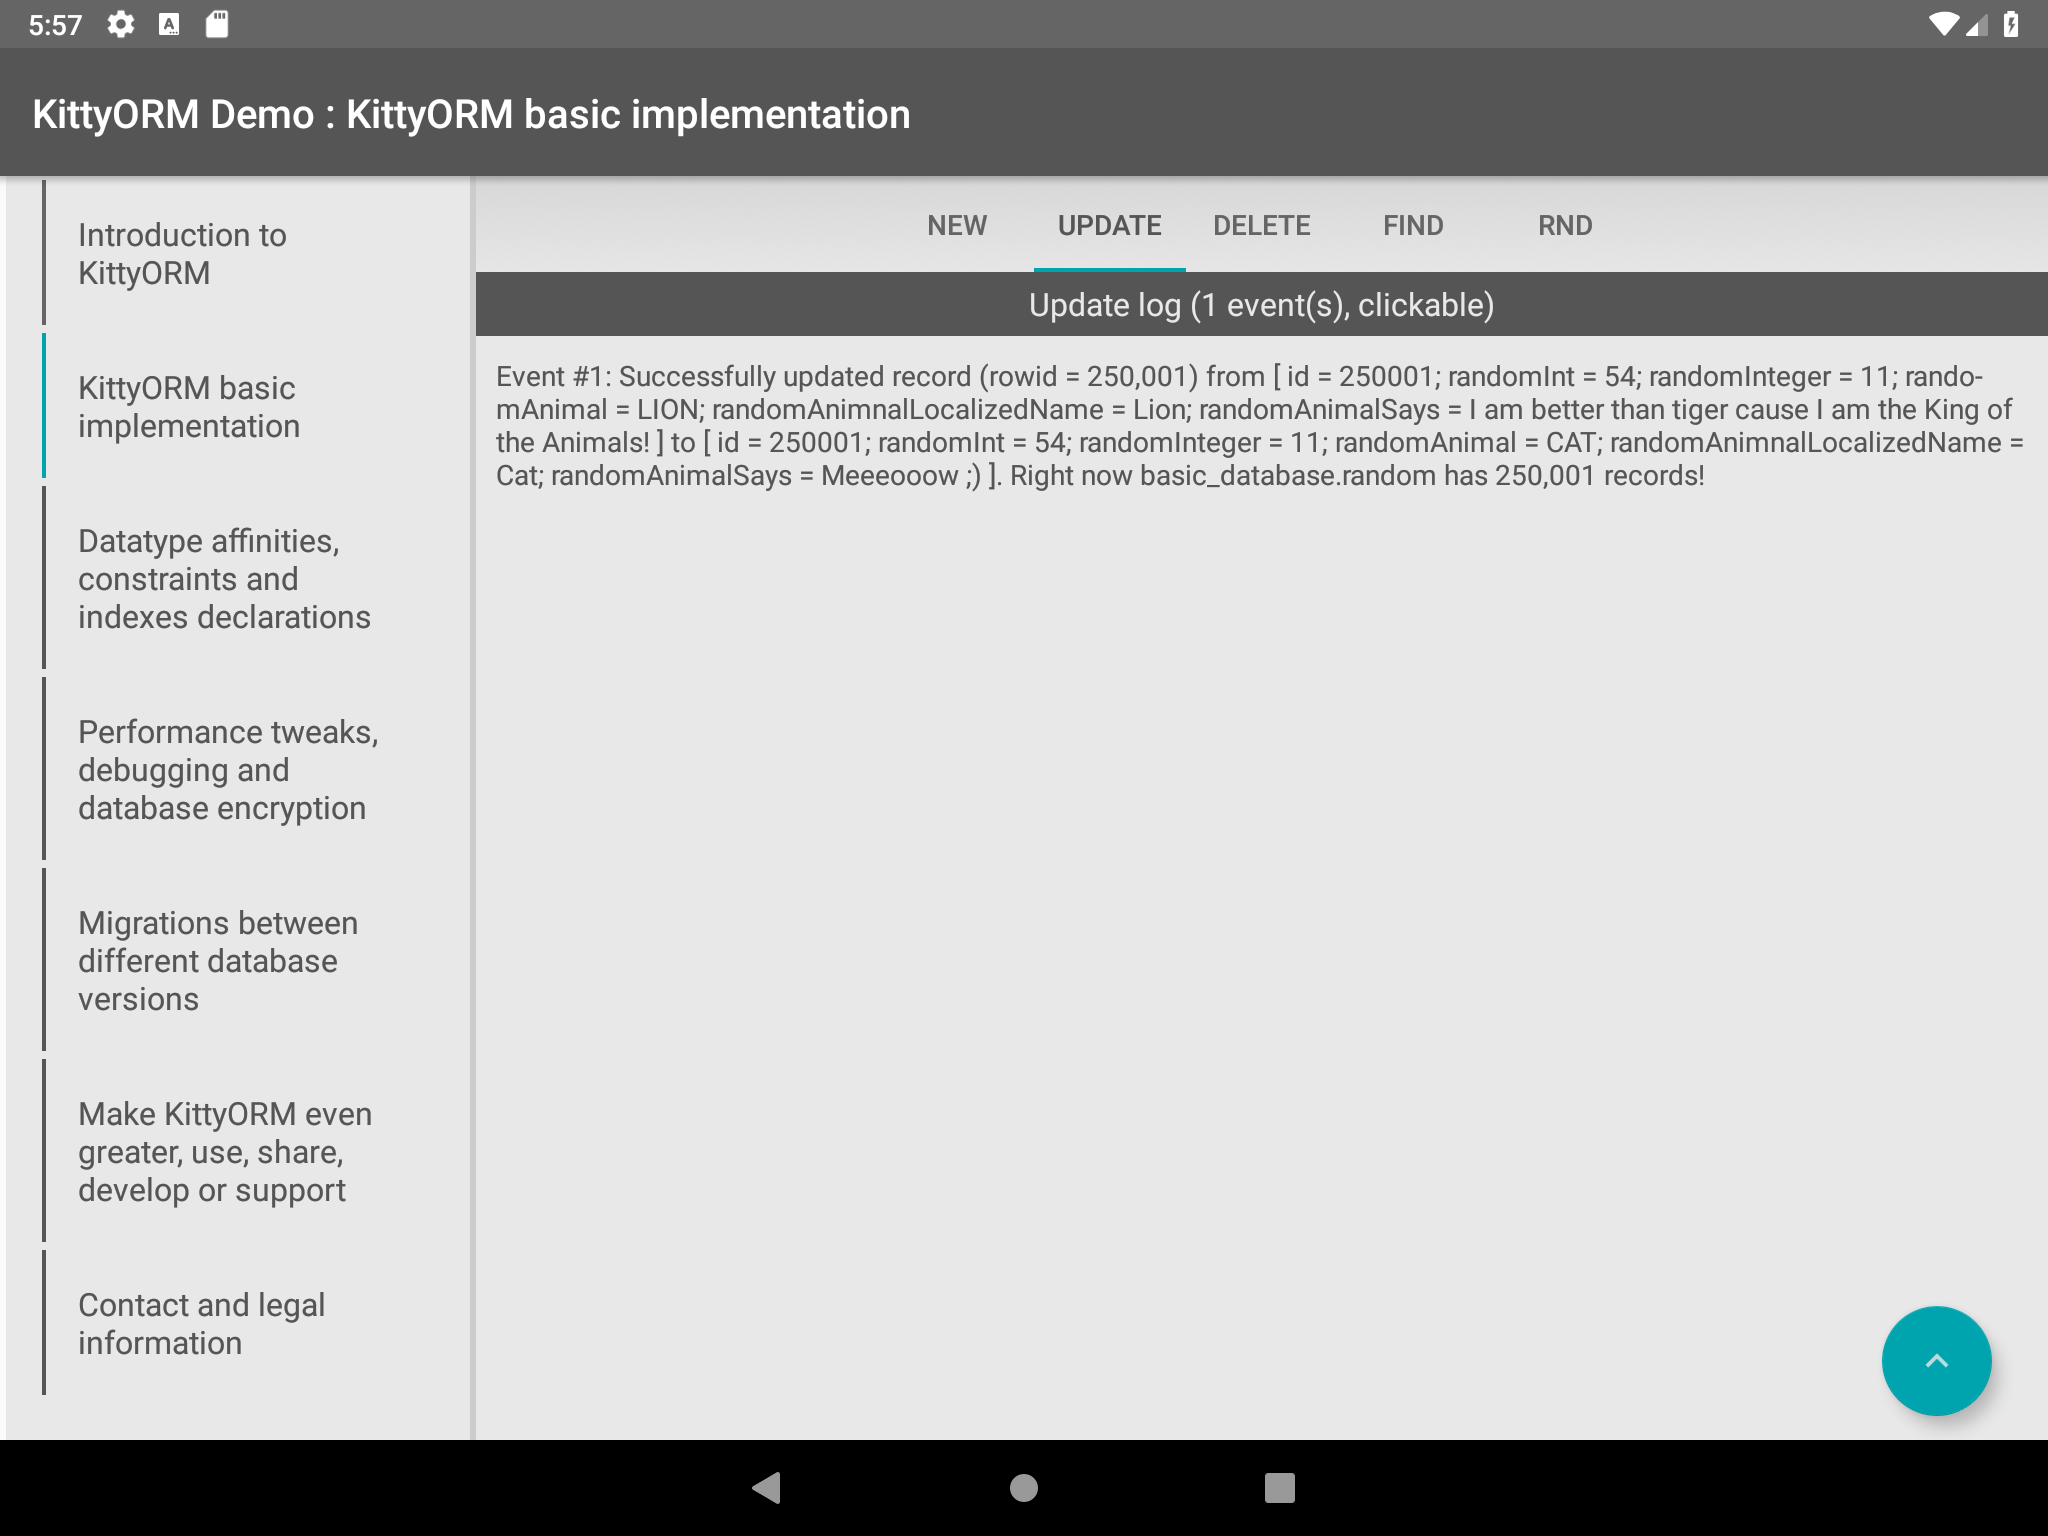 5:57
KittyORM Demo : KittyORM basic implementation
Introduction to
KittyORM
KittyORM basic
implementation
Datatype affinities,
constraints and
indexes declarations
Performance tweaks,
debugging and
database encryption
Migrations between
different database
versions
Make KittyORM even
greater, use, share,
develop or support
Contact and legal
information
NEW
UPDATE
DELETE
FIND
RND
Update log (1 event(s), clickable)
Event #1: Successfully updated record (rowid = 250,001) from [ id = 250001; randomInt = 54; randomInteger = 11; rando-
mAnimal = LION; randomAnimnalLocalizedName = Lion; randomAnimalSays = I am better than tiger cause I am the King of
the Animals! ] to [ id = 250001; randomInt = 54; randomInteger = 11; randomAnimal = CAT; randomAnimnalLocalizedName =
Cat; randomAnimalSays = Meeeooow ;) ]. Right now basic_database.random has 250,001 records!